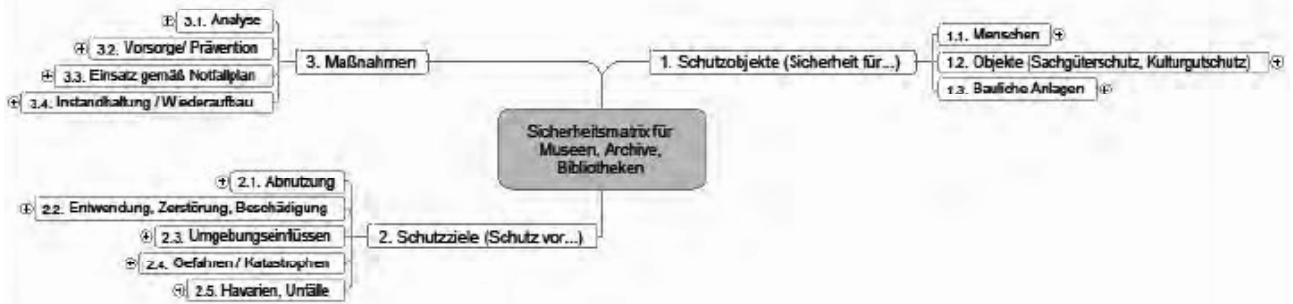 Sicherheitsmatrix für
Museen, Archive,
Bibliotheken
1. Schutzobjekte (Sicherheit für...)
1.1. Menschen
1.2. Objekte (Sachgüterschutz, Kulturgutschutz)
1.3. Bauliche Anlagen
2. Schutzziele (Schutz vor...)
2.1. Abnutzung
2.2. Entwendung, Zerstörung, Beschädigung
2.3. Umgebungseinflüssen
2.4. Gefahren / Katastrophen
2.5. Havarien, Unfälle
3. Maßnahmen
3.1. Analyse
3.2. Vorsorge/ Prävention
3.3. Einsatz gemäß Notfallplan
3.4. Instandhaltung / Wiederaufbau